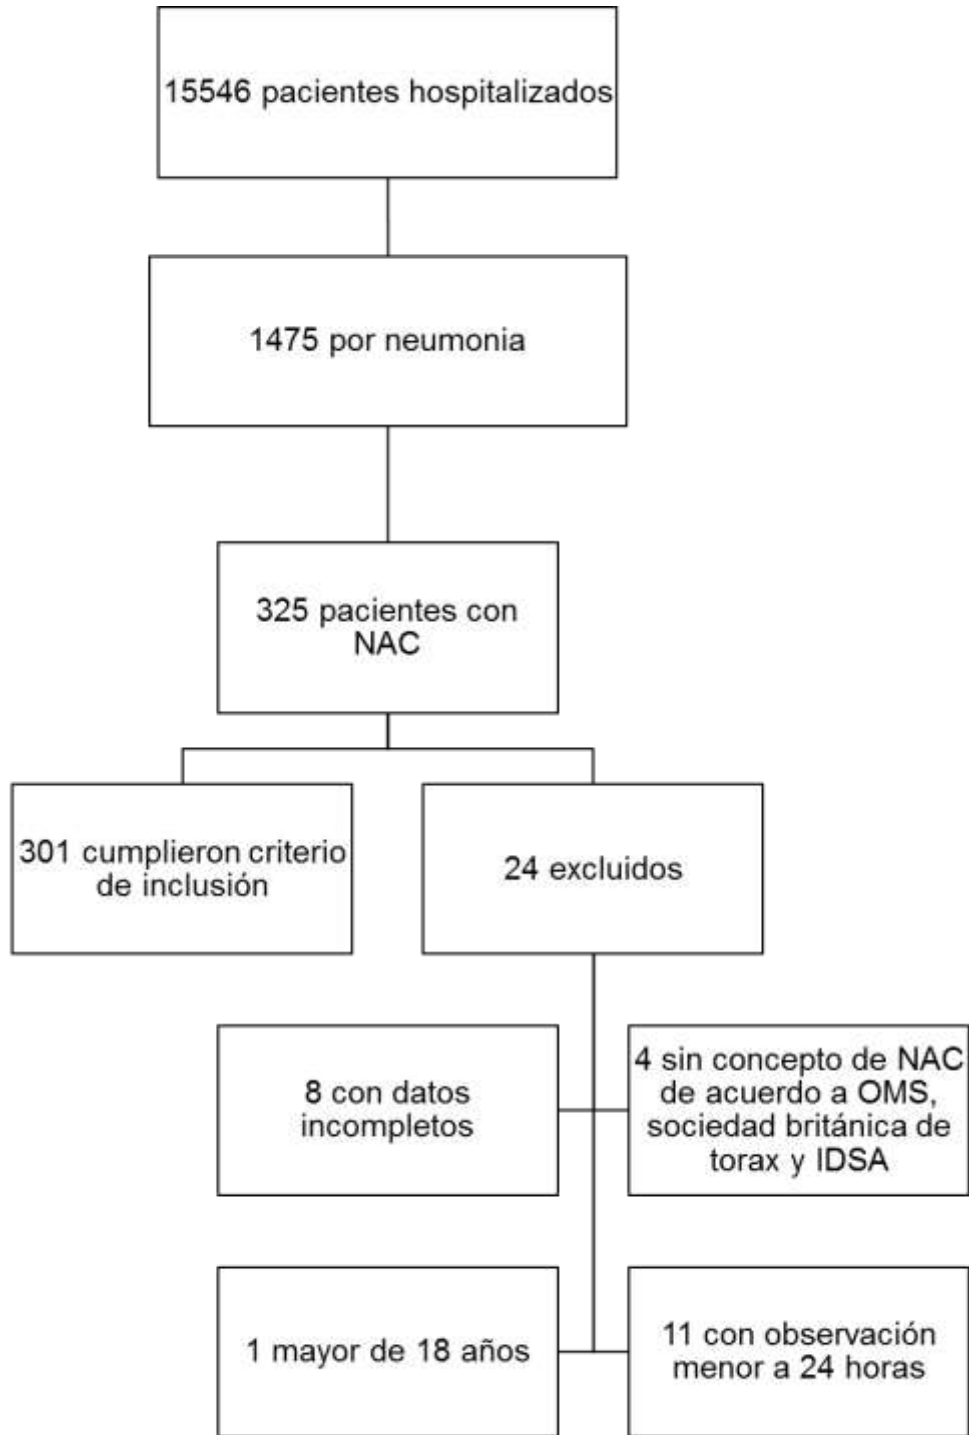 15546 pacientes hospitalizados
1475 por neumonia
325 pacientes con
NAC
301 cumplieron criterio
de inclusión
24 excluidos
8 con datos
incompletos
4 sin concepto de NAC
de acuerdo a OMS,
sociedad británica de
torax y IDSA
1 mayor de 18 años
11 con observación
menor a 24 horas